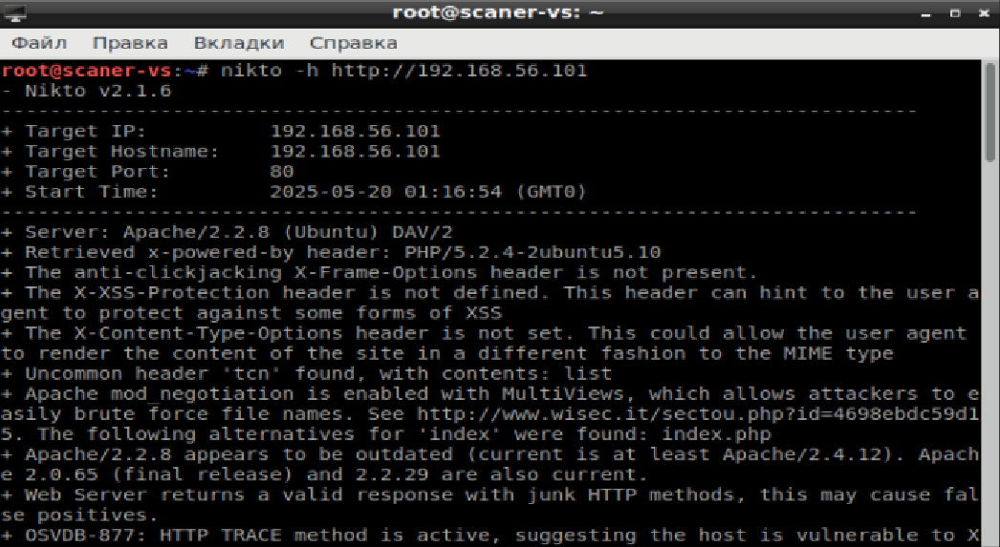 root@scaner-vs: ~
Файл Правка Вкладки Справка
root@scaner-vs:~# nikto -h http://192.168.56.101
- Nikto v2.1.6
---------------------------------------------------------------------------
+ Target IP: 192.168.56.101
+ Target Hostname: 192.168.56.101
+ Target Port: 80
+ Start Time: 2025-05-20 01:16:54 (GMT0)
---------------------------------------------------------------------------
+ Server: Apache/2.2.8 (Ubuntu) DAV/2
+ Retrieved x-powered-by header: PHP/5.2.4-2ubuntu5.10
+ The anti-clickjacking X-Frame-Options header is not present.
+ The X-XSS-Protection header is not defined. This header can hint to the user a
gent to protect against some forms of XSS
+ The X-Content-Type-Options header is not set. This could allow the user agent
to render the content of the site in a different fashion to the MIME type
+ Uncommon header 'tcn' found, with contents: list
+ Apache mod_negotiation is enabled with MultiViews, which allows attackers to e
asily brute force file names. See http://www.wisec.it/sectou.php?id=4698ebdc59d1
5. The following alternatives for 'index' were found: index.php
+ Apache/2.2.8 appears to be outdated (current is at least Apache/2.4.12). Apach
e 2.0.65 (final release) and 2.2.29 are also current.
+ Web Server returns a valid response with junk HTTP methods, this may cause fal
se positives.
+ OSVDB-877: HTTP TRACE method is active, suggesting the host is vulnerable to X